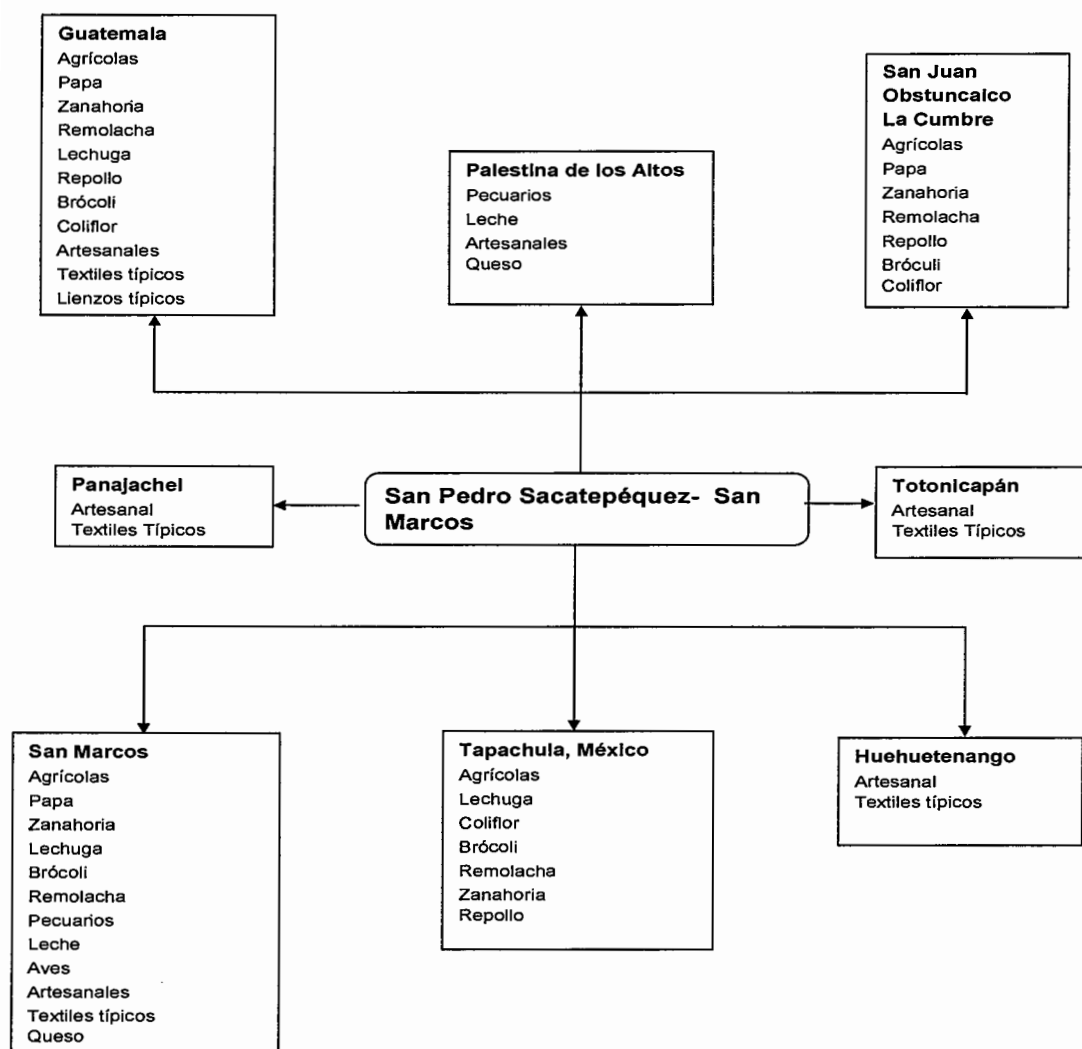 Guatemala
Agrícolas
Papa
Zanahoria
Remolacha
Lechuga
Repollo
Brócoli
Coliflor
Artesanales
Textiles típicos
Lienzos típicos
Palestina de los Altos
Pecuarios
Leche
Artesanales
Queso
San Juan
Obstuncalco
La Cumbre
Agrícolas
Papa
Zanahoria
Remolacha
Repollo
Bróculi
Coliflor
Panajachel
Artesanal
Textiles Típicos
San Pedro Sacatepéquez- San
Marcos
Totonicapán
Artesanal
Textiles Típicos
San Marcos
Agrícolas
Papa
Zanahoria
Lechuga
Brócoli
Remolacha
Pecuarios
Leche
Aves
Artesanales
Textiles típicos
Queso
Tapachula, México
Agrícolas
Lechuga
Coliflor
Brócoli
Remolacha
Zanahoria
Repollo
Huehuetenango
Artesanal
Textiles típicos